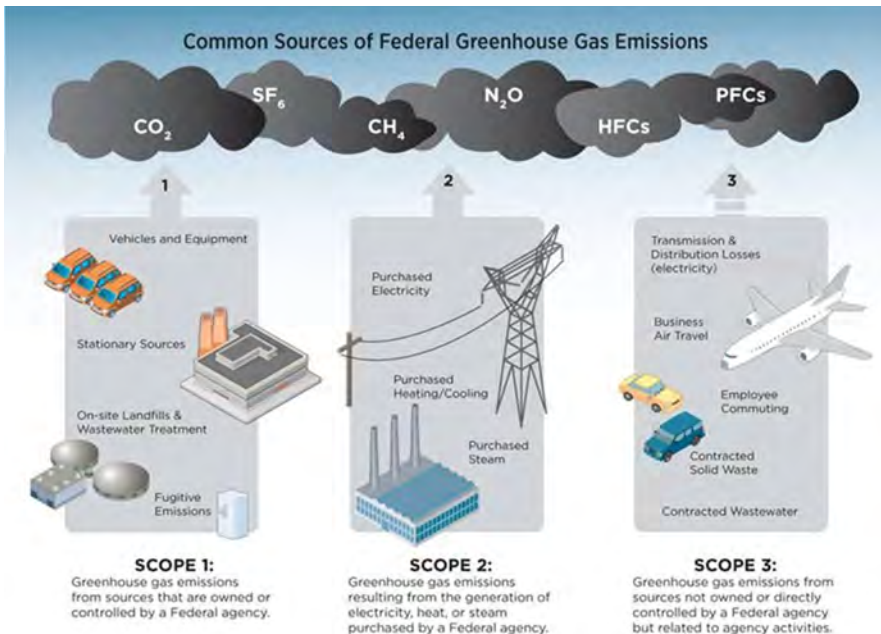 Common Sources of Federal Greenhouse Gas Emissions
CO₂
SF₆
CH₄
N₂O
HFCs
PFCs
1
Vehicles and Equipment
Stationary Sources
On-site Landfills &
Wastewater Treatment
Fugitive
Emissions
SCOPE 1:
Greenhouse gas emissions
from sources that are owned or
controlled by a Federal agency.
2
Purchased
Electricity
Purchased
Heating/Cooling
Purchased
Steam
SCOPE 2:
Greenhouse gas emissions
resulting from the generation of
electricity, heat, or steam
purchased by a Federal agency.
3
Transmission &
Distribution Losses
(electricity)
Business
Air Travel
Employee
Commuting
Contracted
Solid Waste
Contracted Wastewater
SCOPE 3:
Greenhouse gas emissions from
sources not owned or directly
controlled by a Federal agency
but related to agency activities.